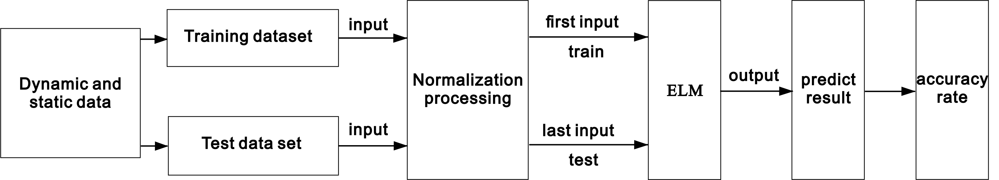 Dynamic and
static data
Training dataset
Test data set
input
input
Normalization
processing
first input
train
last input
test
ELM
output
predict
result
accuracy
rate